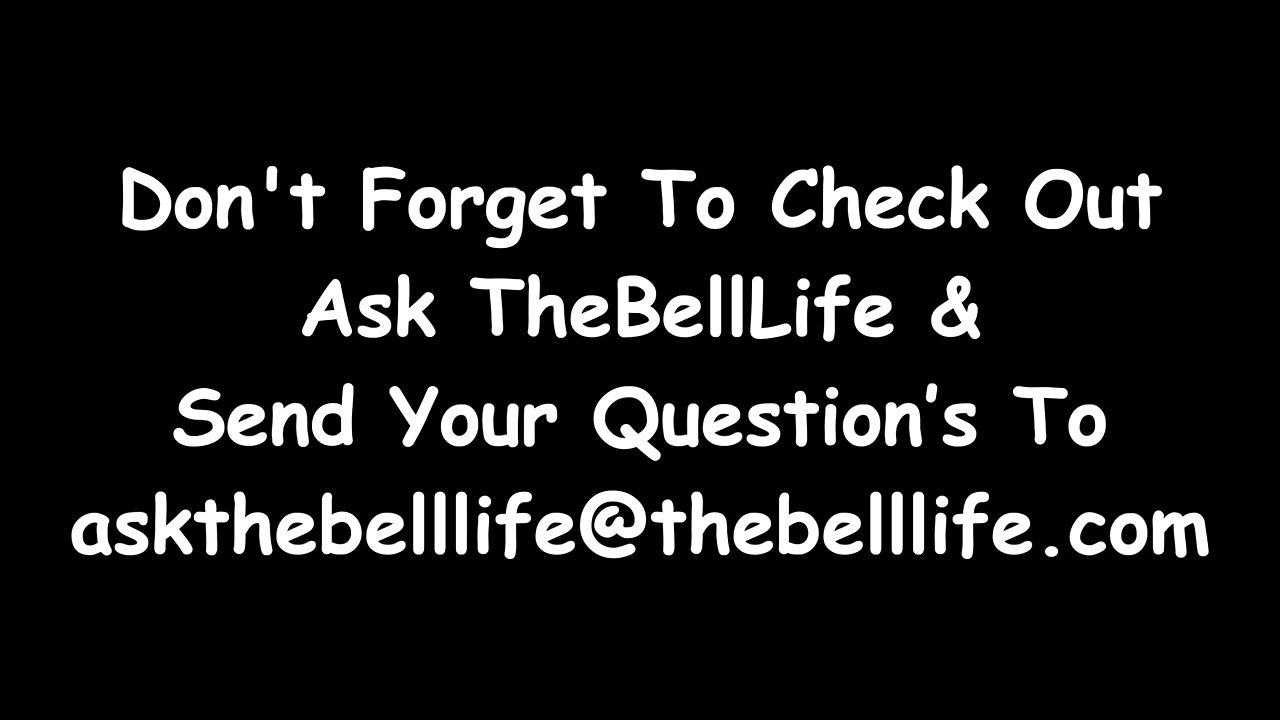 Don't Forget To Check Out
Ask TheBellLife &
Send Your Question’s To
askthebelllife@thebelllife.com